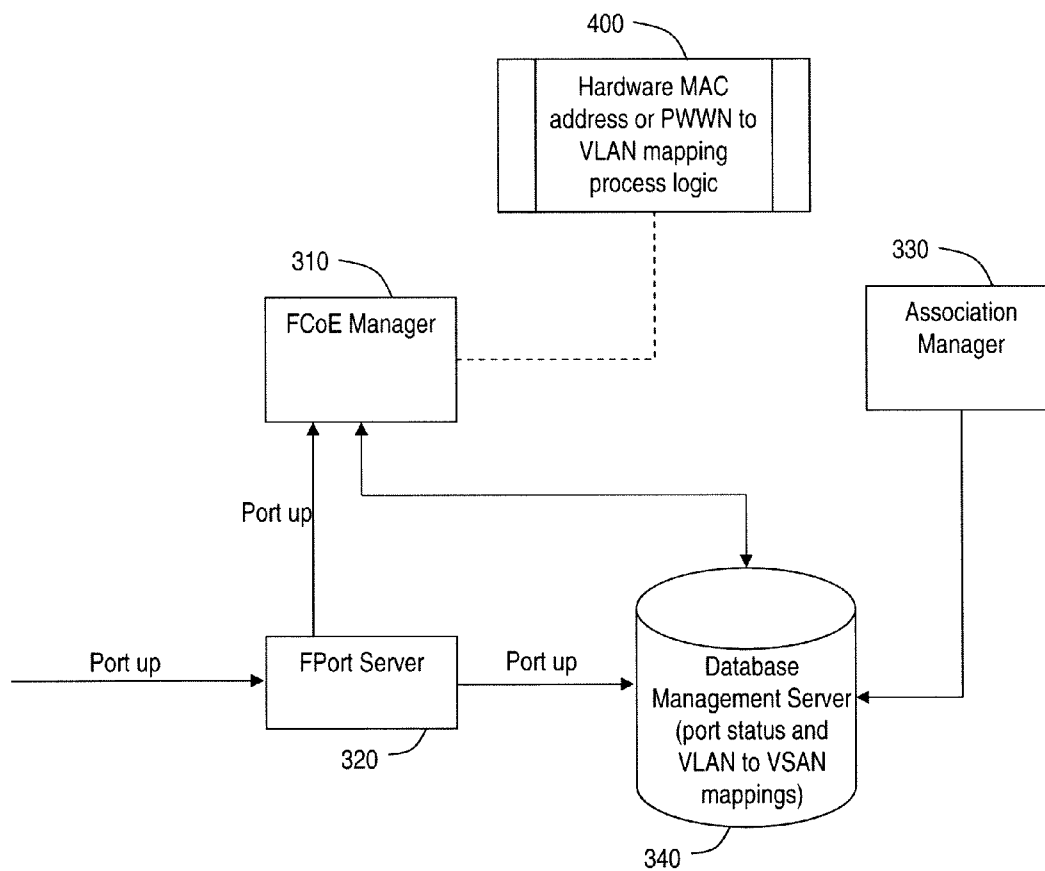 400
Hardware MAC
address or PWWN to
VLAN mapping
process logic
310
FCoE Manager
330
Association
Manager
Port up
Port up
FPort Server
Port up
320
Database
Management Server
(port status and
VLAN to VSAN
mappings)
340